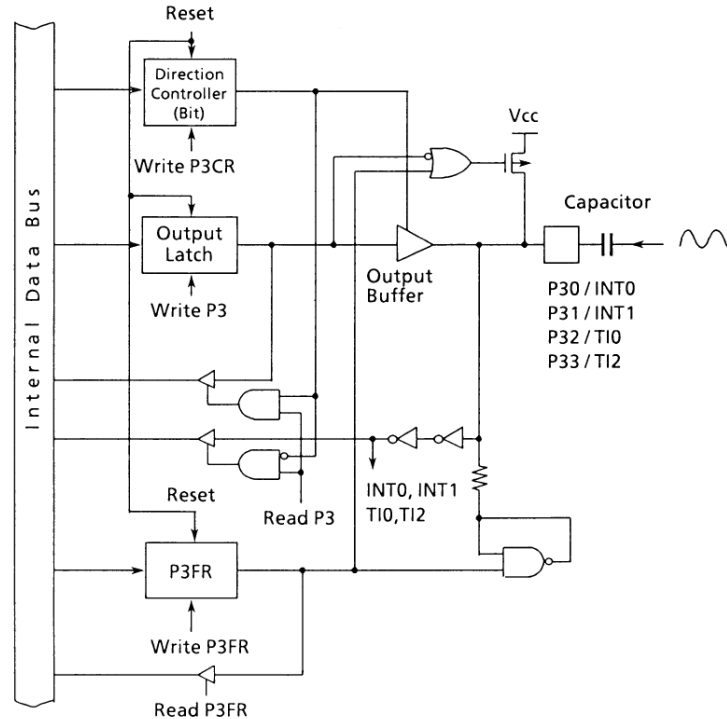 Reset
Direction
Controller
(Bit)
Write P3CR
Vcc
Capacitor
Output
Latch
Output
Buffer
Write P3
P30 / INT0
P31 / INT1
P32 / TI0
P33 / TI2
Internal Data Bus
INT0, INT1
TI0,TI2
Read P3
Reset
P3FR
Write P3FR
Read P3FR